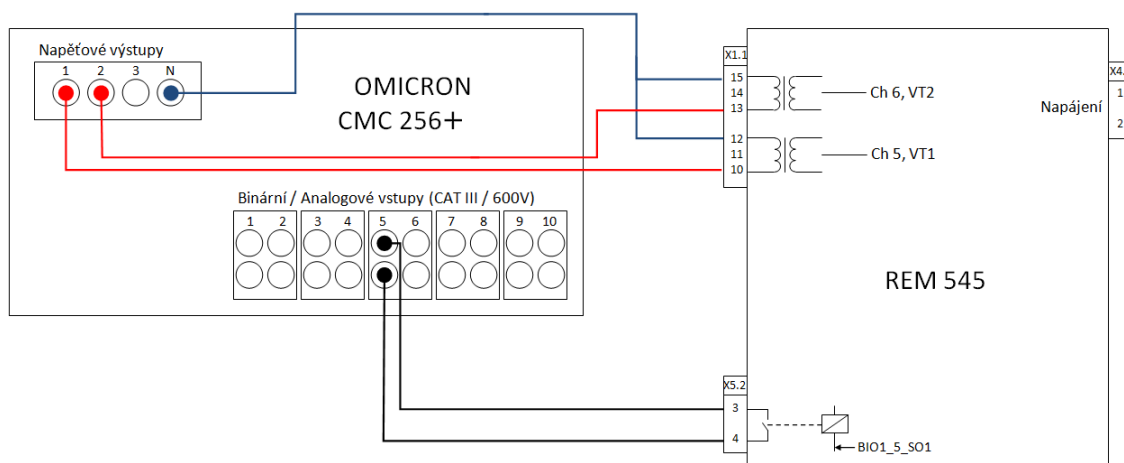 Napěťové výstupy
1 2 3 N
OMICRON
CMC 256+
Binární / Analogové vstupy (CAT III / 600V)
1 2 3 4 5 6 7 8 9 10
X1.1
15
14
13
12
11
10
Ch 6, VT2
Ch 5, VT1
Napájení
X4.
1
2
REM 545
X5.2
3
4
BIO1_5_SO1